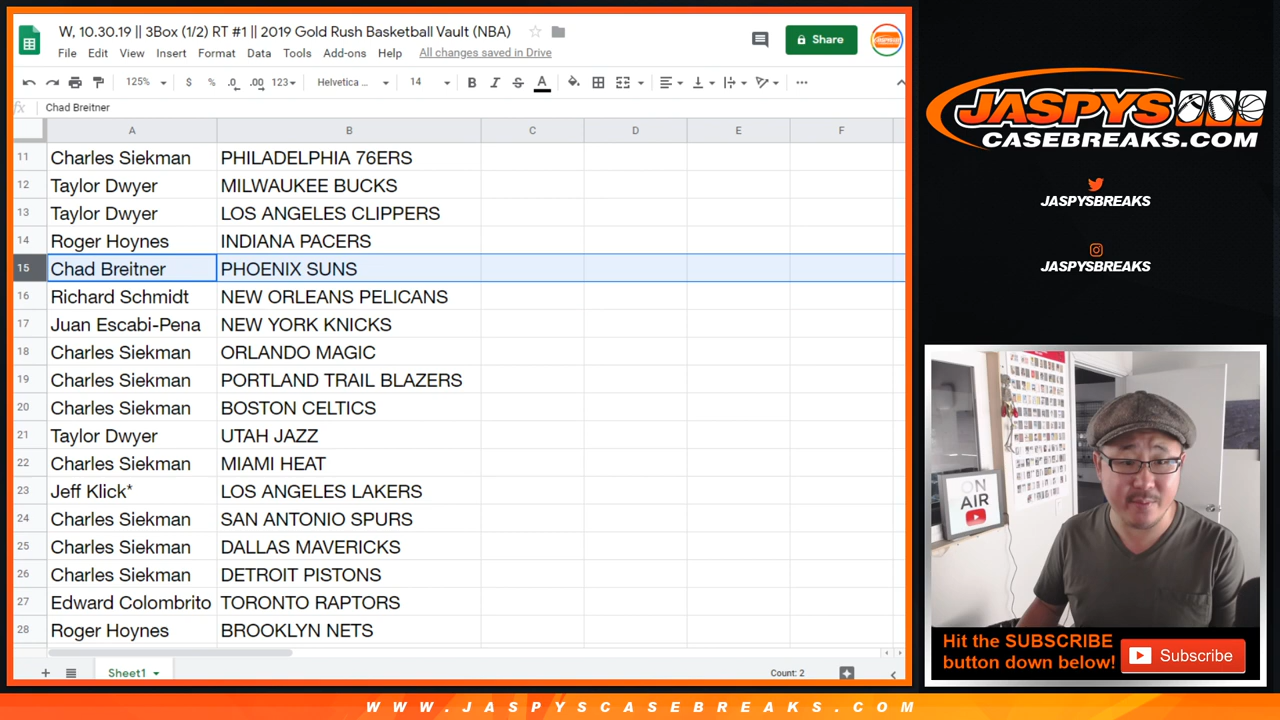 W, 10.30.19 || 3Box (1/2) RT #1 || 2019 Gold Rush Basketball Vault (NBA)
File Edit View Insert Format Data Tools Add-ons Help All changes saved in Drive
Share
125% $ % .0 .00 123 Helvetica ... 14 B I S A
fx Chad Breitner
A B C D E F
11 Charles Siekman PHILADELPHIA 76ERS
12 Taylor Dwyer MILWAUKEE BUCKS
13 Taylor Dwyer LOS ANGELES CLIPPERS
14 Roger Hoynes INDIANA PACERS
15 Chad Breitner PHOENIX SUNS
16 Richard Schmidt NEW ORLEANS PELICANS
17 Juan Escabi-Pena NEW YORK KNICKS
18 Charles Siekman ORLANDO MAGIC
19 Charles Siekman PORTLAND TRAIL BLAZERS
20 Charles Siekman BOSTON CELTICS
21 Taylor Dwyer UTAH JAZZ
22 Charles Siekman MIAMI HEAT
23 Jeff Klick* LOS ANGELES LAKERS
24 Charles Siekman SAN ANTONIO SPURS
25 Charles Siekman DALLAS MAVERICKS
26 Charles Siekman DETROIT PISTONS
27 Edward Colombrito TORONTO RAPTORS
28 Roger Hoynes BROOKLYN NETS
Sheet1 Count: 2
JASPYS
CASEBREAKS.COM
JASPYSBREAKS
JASPYSBREAKS
ON
AIR
Hit the SUBSCRIBE
button down below!
Subscribe
WWW.JASPYSCASEBREAKS.COM